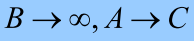 B → ∞, A → C